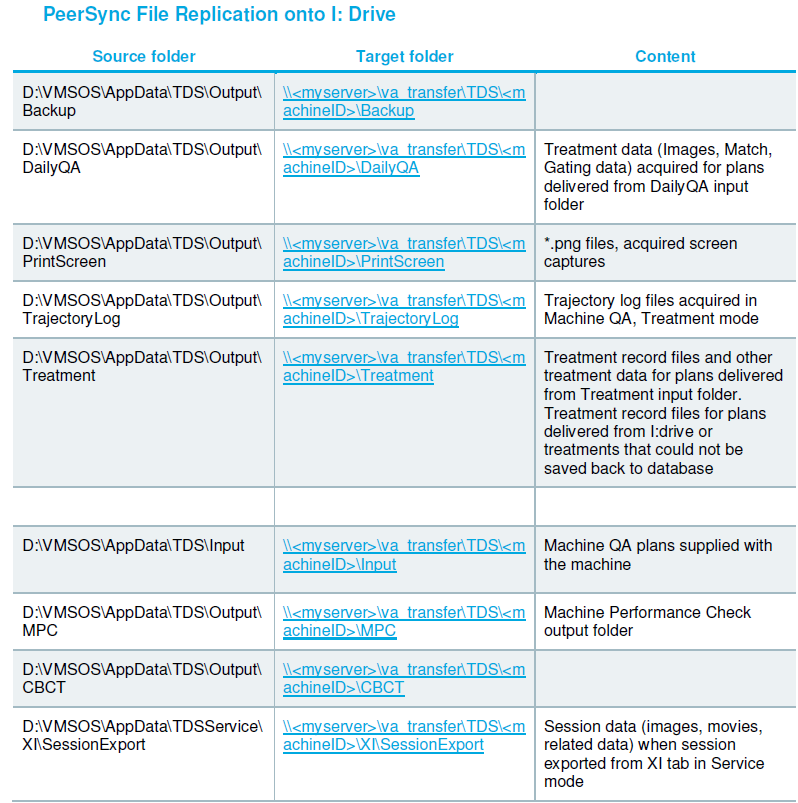 PeerSync File Replication onto I: Drive
Source folder Target folder Content
D:\VMSOS\AppData\TDS\Output\
Backup
\\<myserver>\va_transfer\TDS\<m
achineID>\Backup
D:\VMSOS\AppData\TDS\Output\
DailyQA
\\<myserver>\va_transfer\TDS\<m
achineID>\DailyQA
Treatment data (Images, Match,
Gating data) acquired for plans
delivered from DailyQA input
folder
D:\VMSOS\AppData\TDS\Output\
PrintScreen
\\<myserver>\va_transfer\TDS\<m
achineID>\PrintScreen
*.png files, acquired screen
captures
D:\VMSOS\AppData\TDS\Output\
TrajectoryLog
\\<myserver>\va_transfer\TDS\<m
achineID>\TrajectoryLog
Trajectory log files acquired in
Machine QA, Treatment mode
D:\VMSOS\AppData\TDS\Output\
Treatment
\\<myserver>\va_transfer\TDS\<m
achineID>\Treatment
Treatment record files and other
treatment data for plans delivered
from Treatment input folder.
Treatment record files for plans
delivered from I:drive or
treatments that could not be
saved back to database
D:\VMSOS\AppData\TDS\Input
\\<myserver>\va_transfer\TDS\<m
achineID>\Input
Machine QA plans supplied with
the machine
D:\VMSOS\AppData\TDS\Output\
MPC
\\<myserver>\va_transfer\TDS\<m
achineID>\MPC
Machine Performance Check
output folder
D:\VMSOS\AppData\TDS\Output\
CBCT
\\<myserver>\va_transfer\TDS\<m
achineID>\CBCT
D:\VMSOS\AppData\TDSService\
XI\SessionExport
\\<myserver>\va_transfer\TDS\<m
achineID>\XI\SessionExport
Session data (images, movies,
related data) when session
exported from XI tab in Service
mode